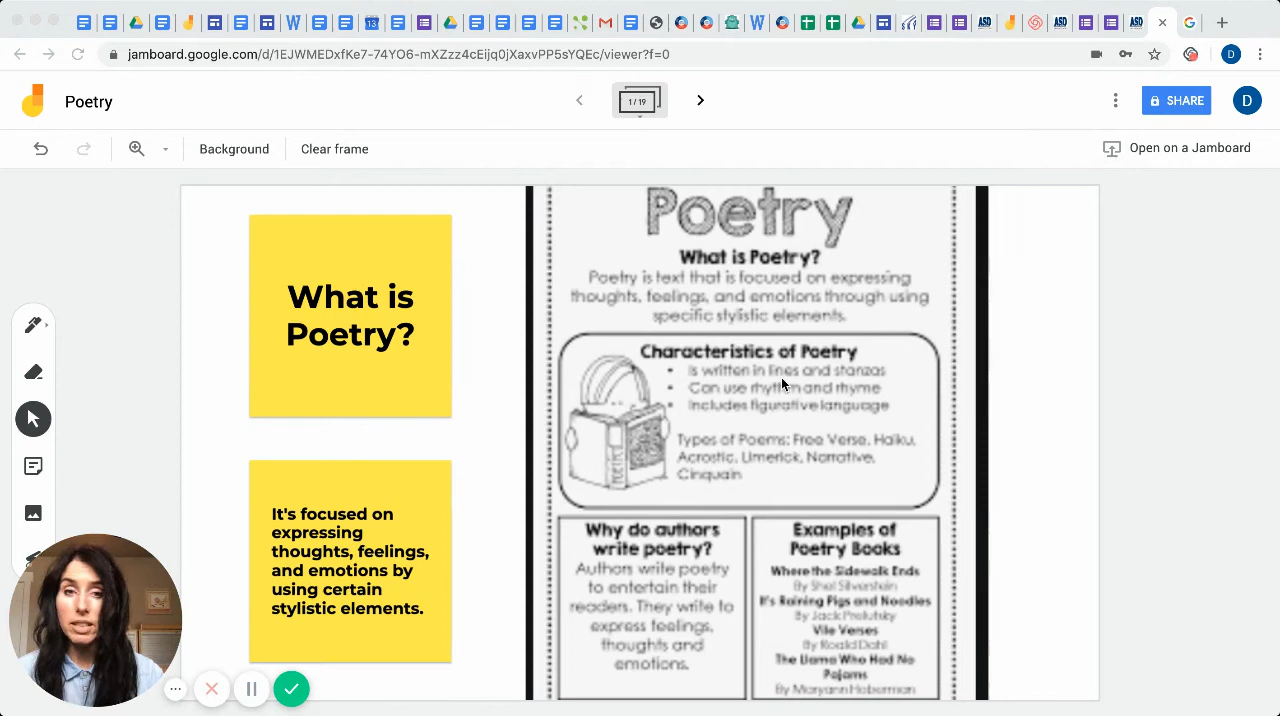 jamboard.google.com/d/1EJWMEDxfKe7-74YO6-mXZzz4cEijq0jXaxvPP5sYQEc/viewer?f=0
D
Poetry
1 / 19
SHARE
D
Background
Clear frame
Open on a Jamboard
What is
Poetry?
It's focused on
expressing
thoughts, feelings,
and emotions by
using certain
stylistic elements.
Poetry
What is Poetry?
Poetry is text that is focused on expressing
thoughts, feelings, and emotions through using
specific stylistic elements.
Characteristics of Poetry
• Is written in lines and stanzas
• Can use rhythm and rhyme
• Includes figurative language
Types of Poems: Free Verse, Haiku,
Acrostic, Limerick, Narrative,
Cinquain
POETRY
Why do authors
write poetry?
Authors write poetry
to entertain their
readers. They write to
express feelings,
thoughts and
emotions.
Examples of
Poetry Books
Where the Sidewalk Ends
By Shel Silverstein
It's Raining Pigs and Noodles
By Jack Prelutsky
Vile Verses
By Roald Dahl
The Llama Who Had No
Pajama
By Maryann Hoberman